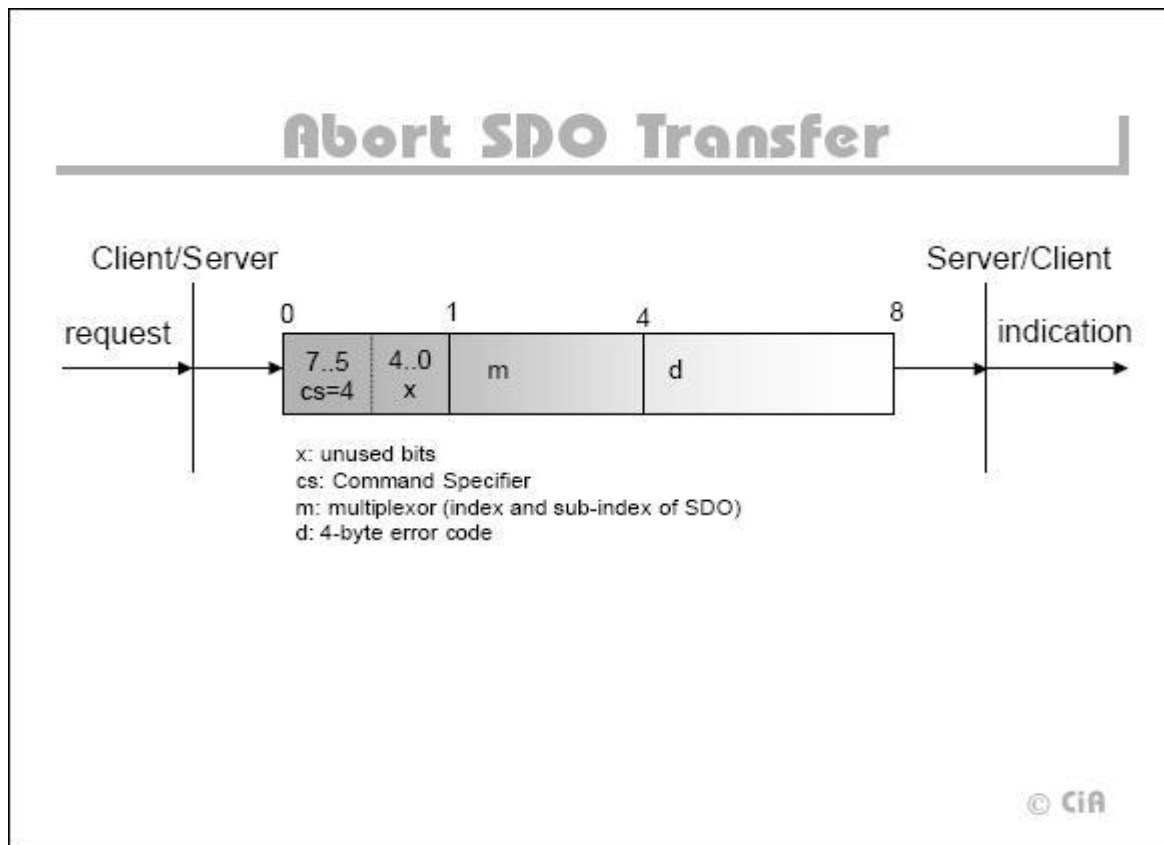 Abort SDO Transfer
Client/Server
Server/Client
request
indication
0
1
4
8
7..5
cs=4
4..0
x
m
d
x: unused bits
cs: Command Specifier
m: multiplexor (index and sub-index of SDO)
d: 4-byte error code
© CiA